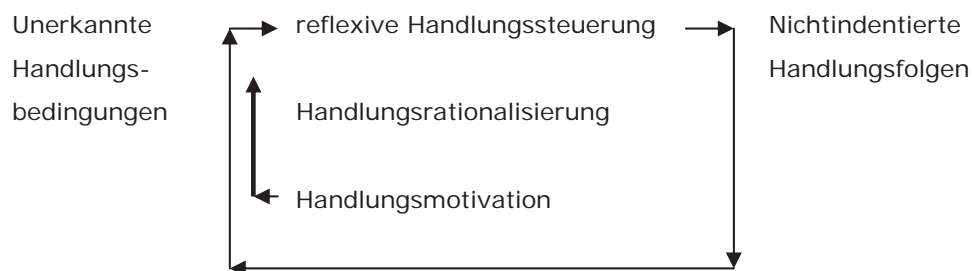 Unerkannte
Handlungs-
bedingungen
reflexive Handlungssteuerung
Handlungsrationalisierung
Handlungsmotivation
Nichtindentierte
Handlungsfolgen